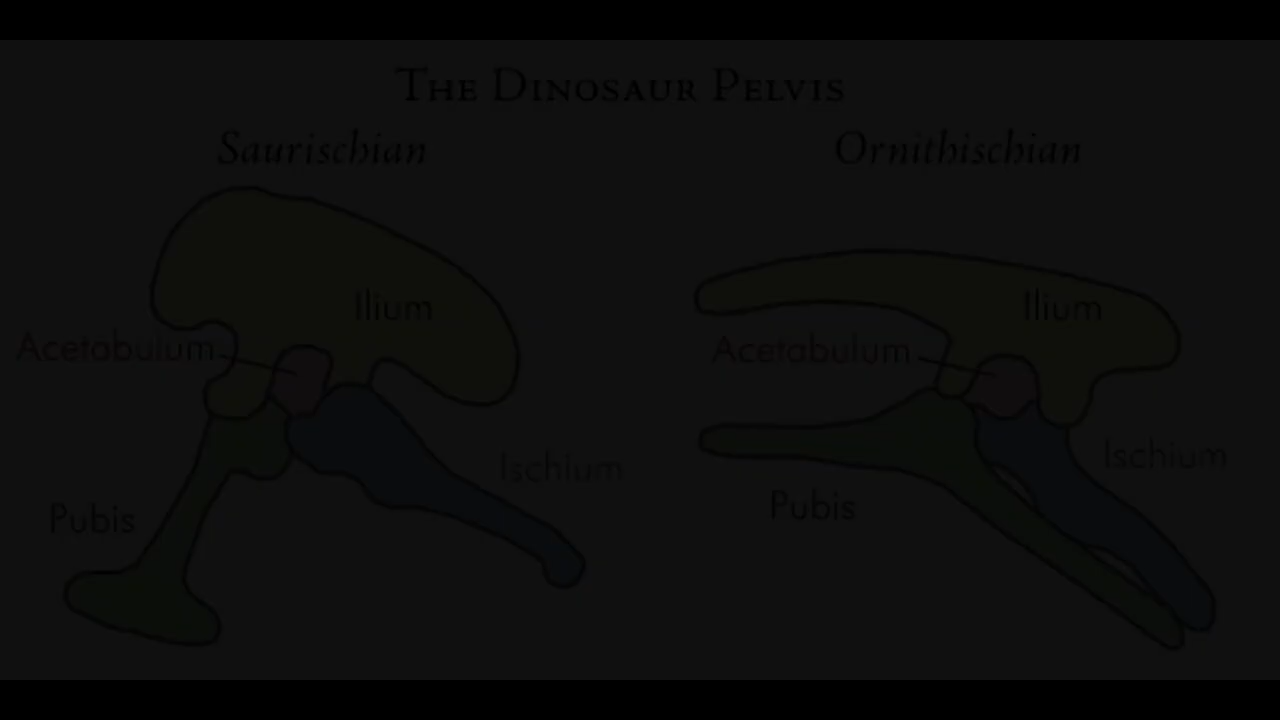 The Dinosaur Pelvis
Saurischian
Ornithischian
Ilium
Acetabulum
Ischium
Pubis
Ilium
Acetabulum
Ischium
Pubis